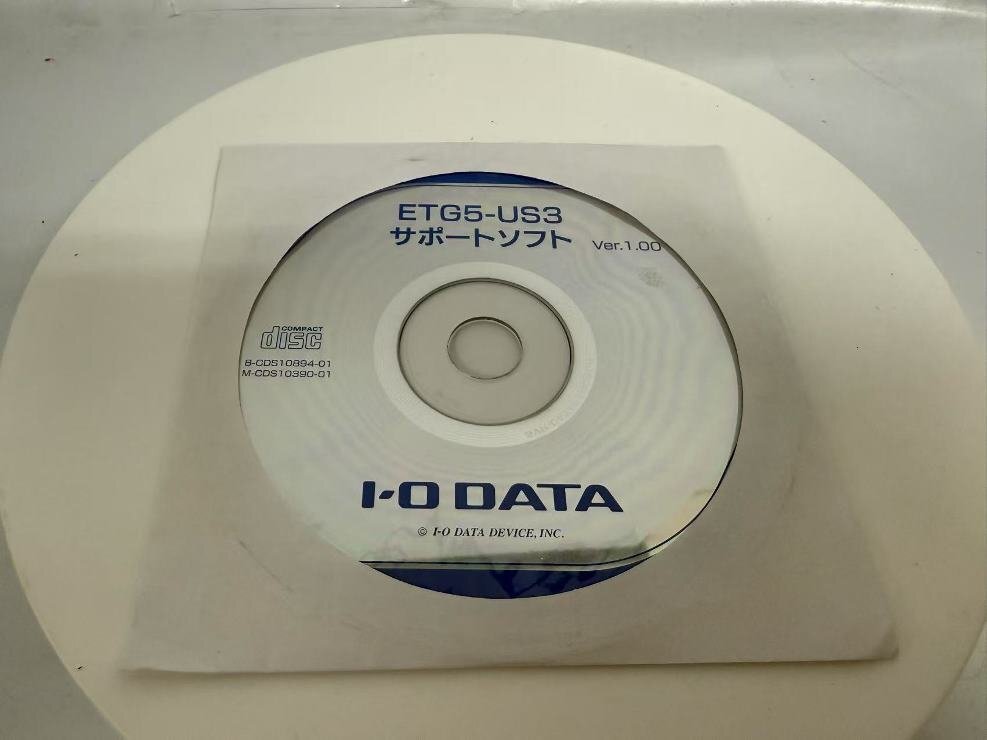 ETG5-US3
サポートソフト Ver.1.00
COMPACT
disc
B-CDS10894-01
M-CDS10390-01
I-O DATA
© I-O DATA DEVICE, INC.